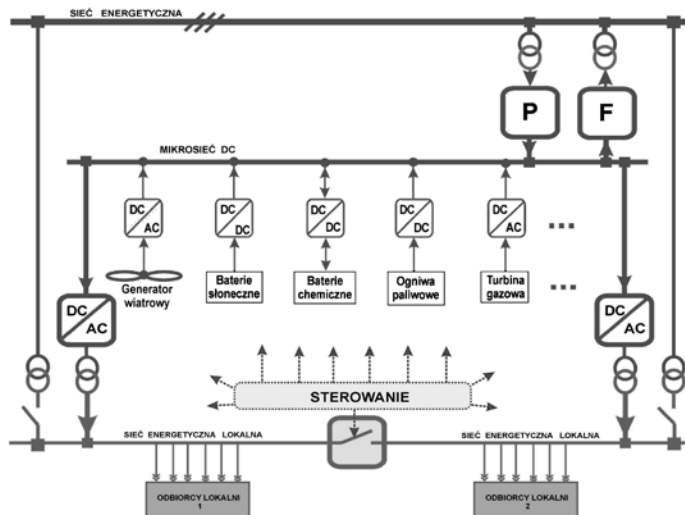 SIEĆ ENERGETYCZNA
P
F
MIKROSIEĆ DC
DC
AC
DC
DC
DC
DC
DC
DC
DC
AC
Generator
wiatrowy
Baterie
słoneczne
Baterie
chemiczne
Ogniwa
paliwowe
Turbina
gazowa
DC
AC
DC
AC
STEROWANIE
SIEĆ ENERGETYCZNA LOKALNA
SIEĆ ENERGETYCZNA LOKALNA
ODBIORCY LOKALNI
1
ODBIORCY LOKALNI
2